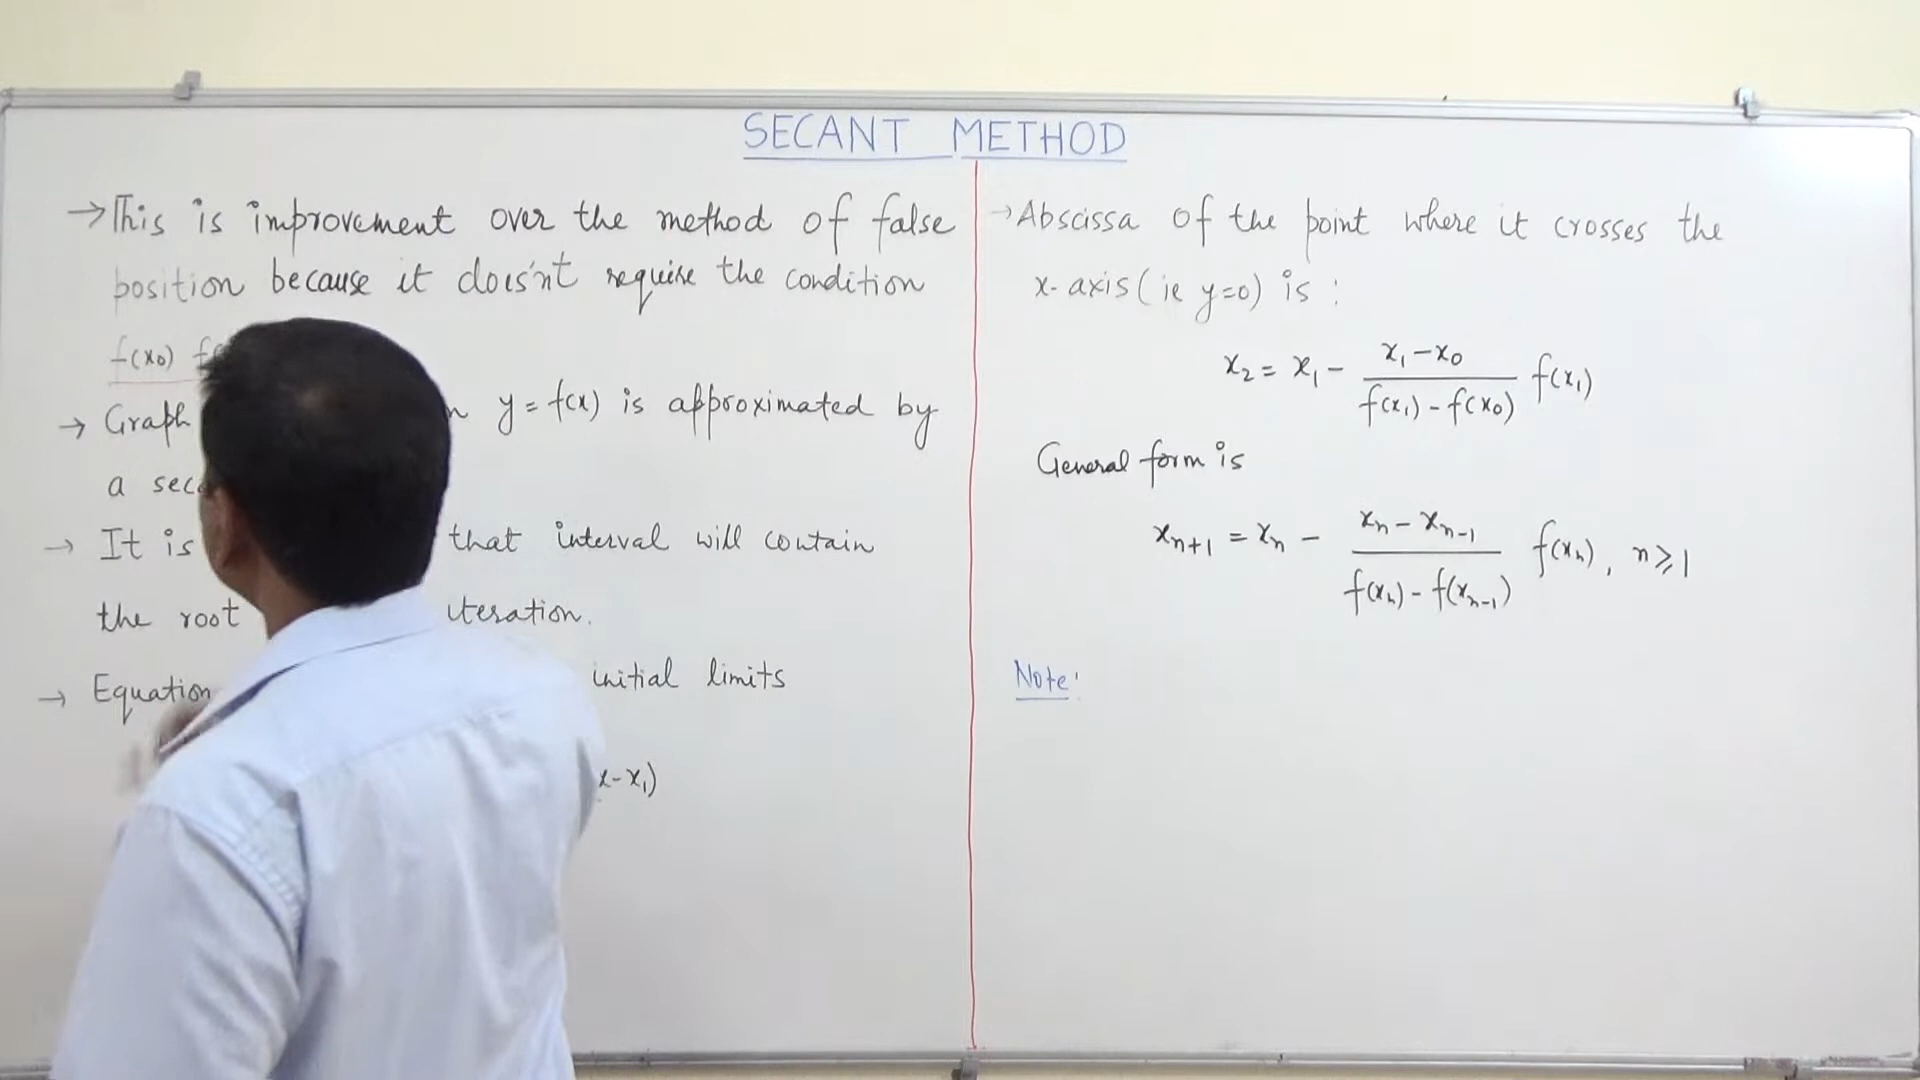 SECANT METHOD
→ This is improvement over the method of false
position because it does'nt require the condition
f(x₀)
→ Graph y = f(x) is approximated by
a
→ It is that interval will contain
the root iteration.
→ Equation initial limits
x - x₁)
→ Abscissa of the point where it crosses the
x-axis (ie y=0) is :
x₂ = x₁ - (x₁ - x₀) / (f(x₁) - f(x₀)) f(x₁)
General form is
xₙ₊₁ = xₙ - (xₙ - xₙ₋₁) / (f(xₙ) - f(xₙ₋₁)) f(xₙ), n ⩾ 1
Note: